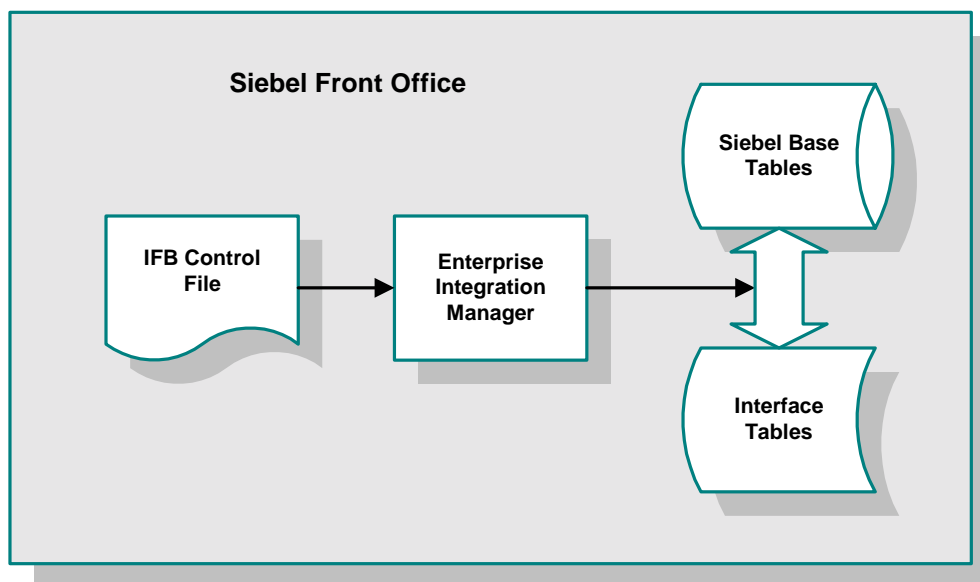 Siebel Front Office
Siebel Base
Tables
IFB Control
File
Enterprise
Integration
Manager
Interface
Tables